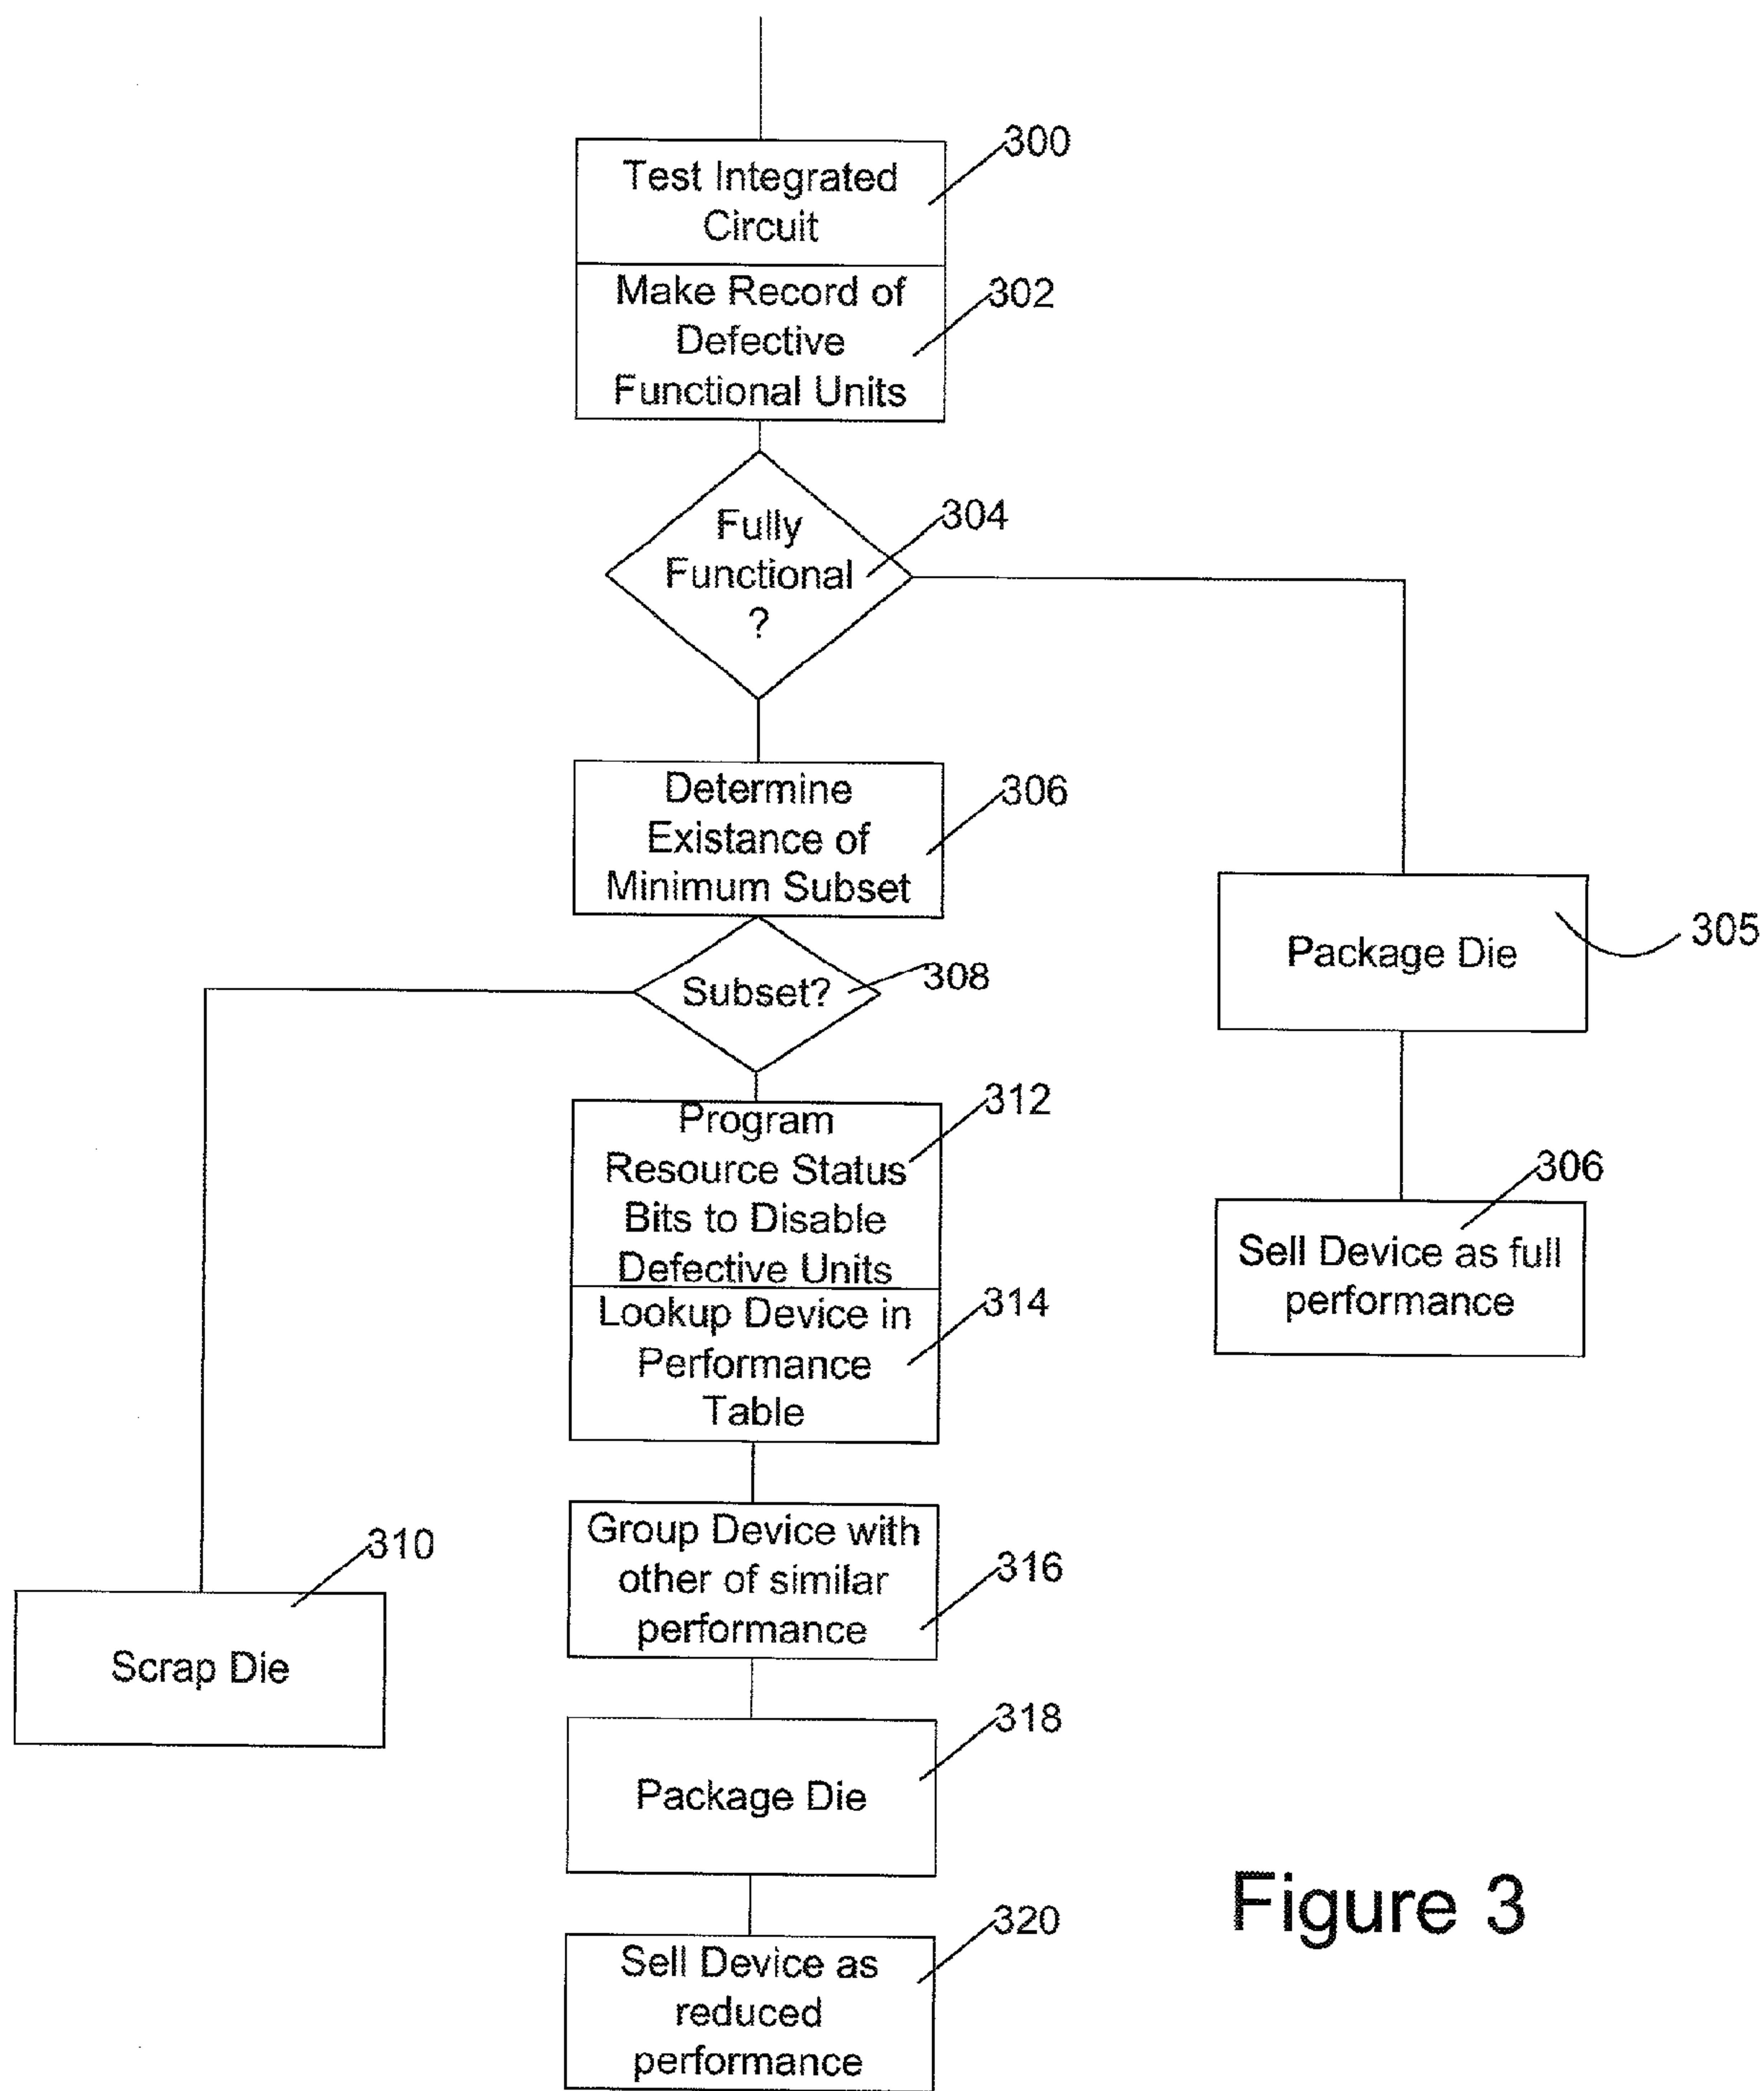 300
Test Integrated
Circuit
302
Make Record of
Defective
Functional Units
304
Fully
Functional
?
306
Determine
Existance of
Minimum Subset
305
Package Die
308
Subset?
312
Program
Resource Status
Bits to Disable
Defective Units
306
Sell Device as full
performance
314
Lookup Device in
Performance
Table
316
Group Device with
other of similar
performance
310
Scrap Die
318
Package Die
320
Sell Device as
reduced
performance
Figure 3